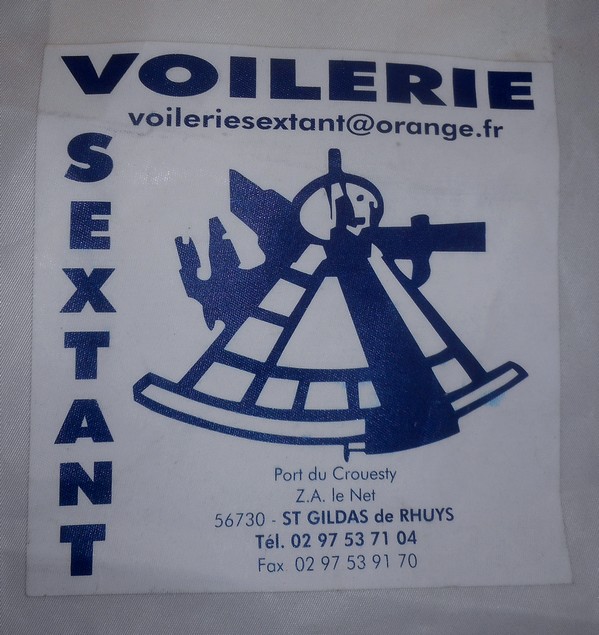 VOILERIE
voileriesextant@orange.fr
SEXTANT
Port du Crouesty
Z.A. le Net
56730 - ST GILDAS de RHUYS
Tél. 02 97 53 71 04
Fax 02 97 53 91 70